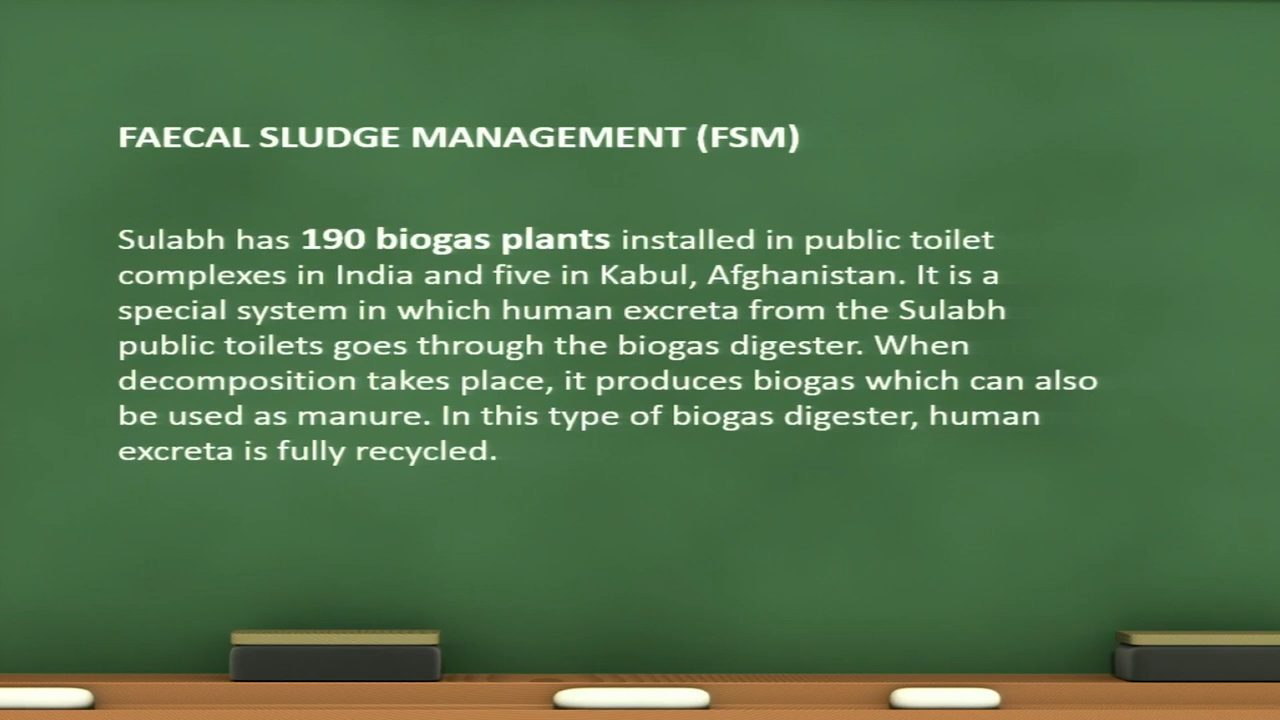 FAECAL SLUDGE MANAGEMENT (FSM)
Sulabh has 190 biogas plants installed in public toilet
complexes in India and five in Kabul, Afghanistan. It is a
special system in which human excreta from the Sulabh
public toilets goes through the biogas digester. When
decomposition takes place, it produces biogas which can also
be used as manure. In this type of biogas digester, human
excreta is fully recycled.